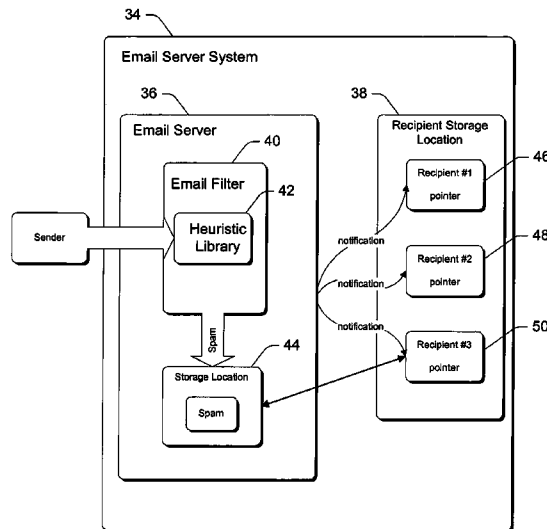 34
Email Server System
36
38
Email Server
Recipient Storage
Location
40
46
Email Filter
Recipient #1
pointer
42
Heuristic
Library
Sender
notification
48
notification
Recipient #2
pointer
notification
50
Spam
44
Recipient #3
pointer
Storage Location
Spam